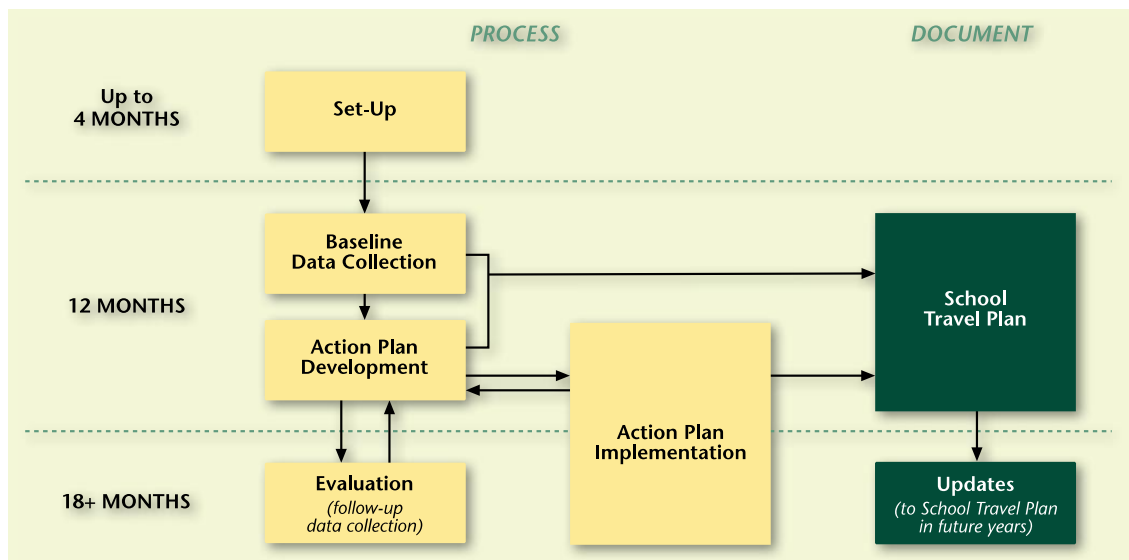 PROCESS
DOCUMENT
Up to
4 MONTHS
Set-Up
12 MONTHS
Baseline
Data Collection
Action Plan
Development
School
Travel Plan
Action Plan
Implementation
18+ MONTHS
Evaluation
(follow-up
data collection)
Updates
(to School Travel Plan
in future years)